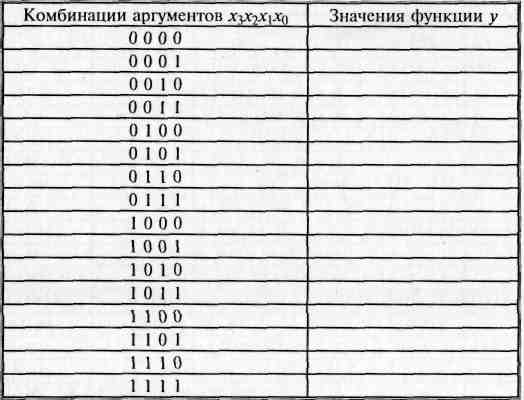 Комбинации аргументов x₃x₂x₁x₀ Значения функции y
0 0 0 0
0 0 0 1
0 0 1 0
0 0 1 1
0 1 0 0
0 1 0 1
0 1 1 0
0 1 1 1
1 0 0 0
1 0 0 1
1 0 1 0
1 0 1 1
1 1 0 0
1 1 0 1
1 1 1 0
1 1 1 1